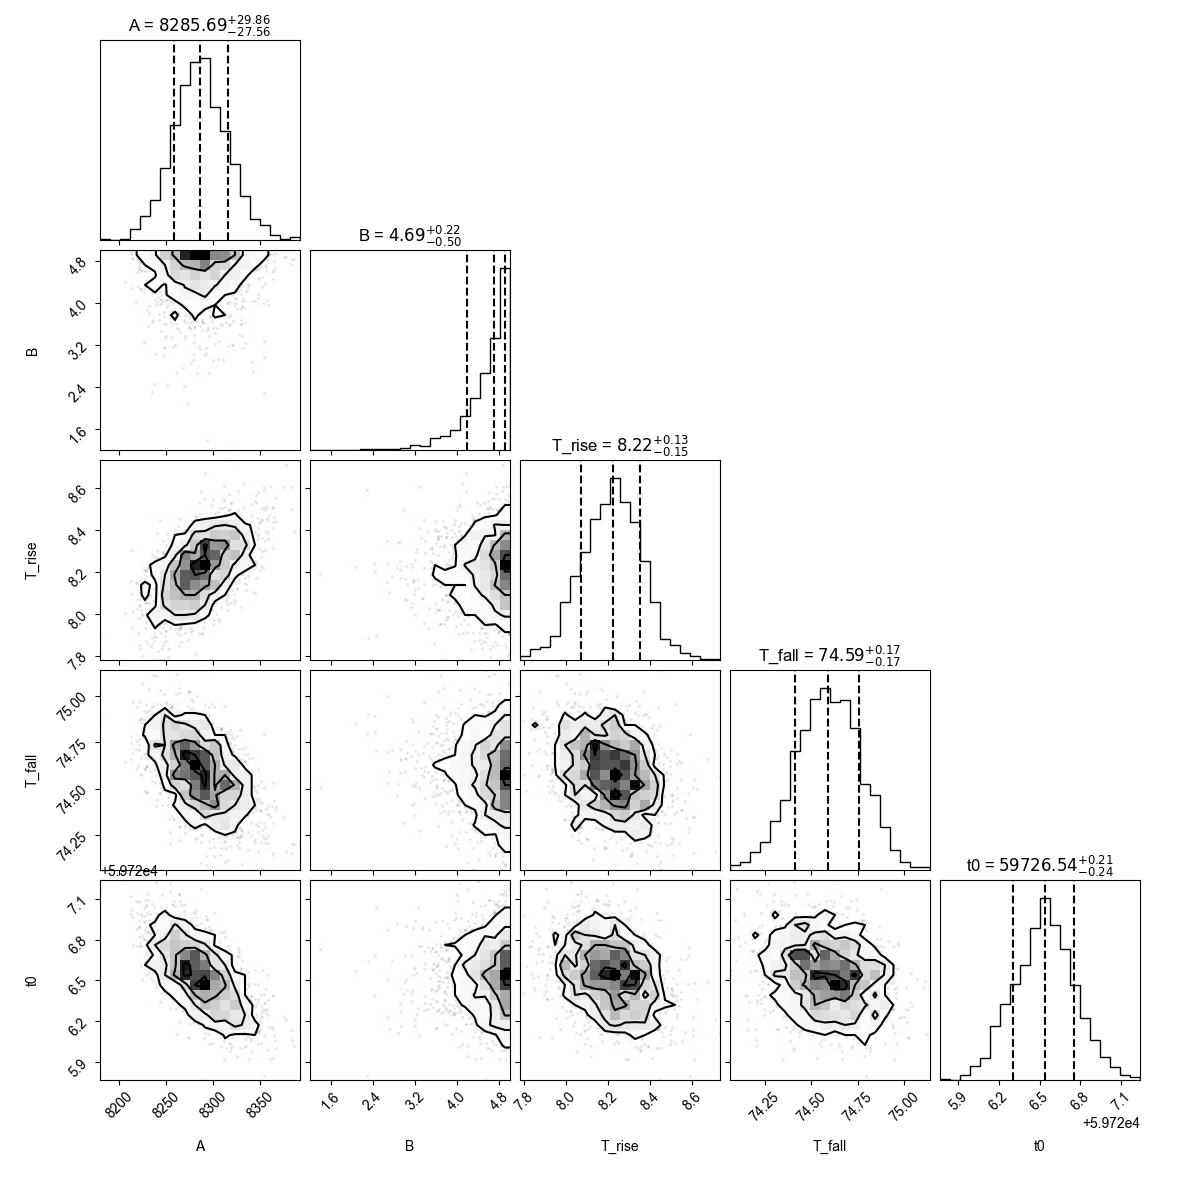 A = 8285.69+29.86−27.56
B = 4.69+0.22−0.50
4.8
4.0
3.2
2.4
1.6
B
T_rise = 8.22+0.13−0.15
8.6
8.4
8.2
8.0
7.8
T_rise
T_fall = 74.59+0.17−0.17
75.00
74.75
74.50
74.25
T_fall
+5.972e4
t0 = 59726.54+0.21−0.24
7.1
6.8
6.5
6.2
5.9
t0
8200 8250 8300 8350
1.6 2.4 3.2 4.0 4.8
7.8 8.0 8.2 8.4 8.6
74.25 74.50 74.75 75.00
5.9 6.2 6.5 6.8 7.1
+5.972e4
A B T_rise T_fall t0